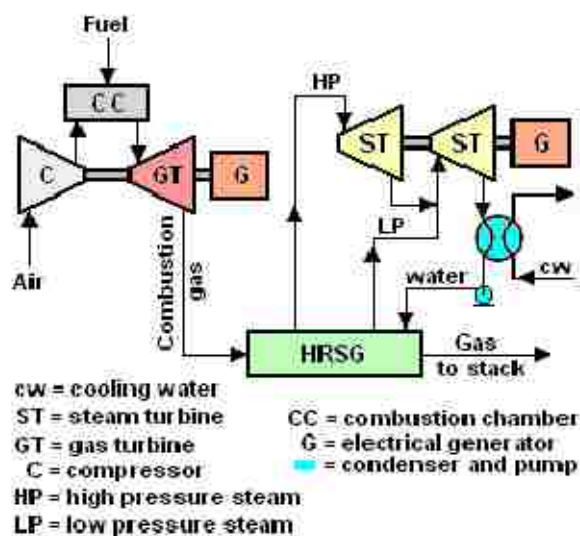 Fuel
CC
C
GT
G
Air
Combustion
gas
HP
ST
ST
G
LP
water
cw
HRSG
Gas
to stack
cw = cooling water
ST = steam turbine
GT = gas turbine
C = compressor
HP = high pressure steam
LP = low pressure steam
CC = combustion chamber
G = electrical generator
= condenser and pump